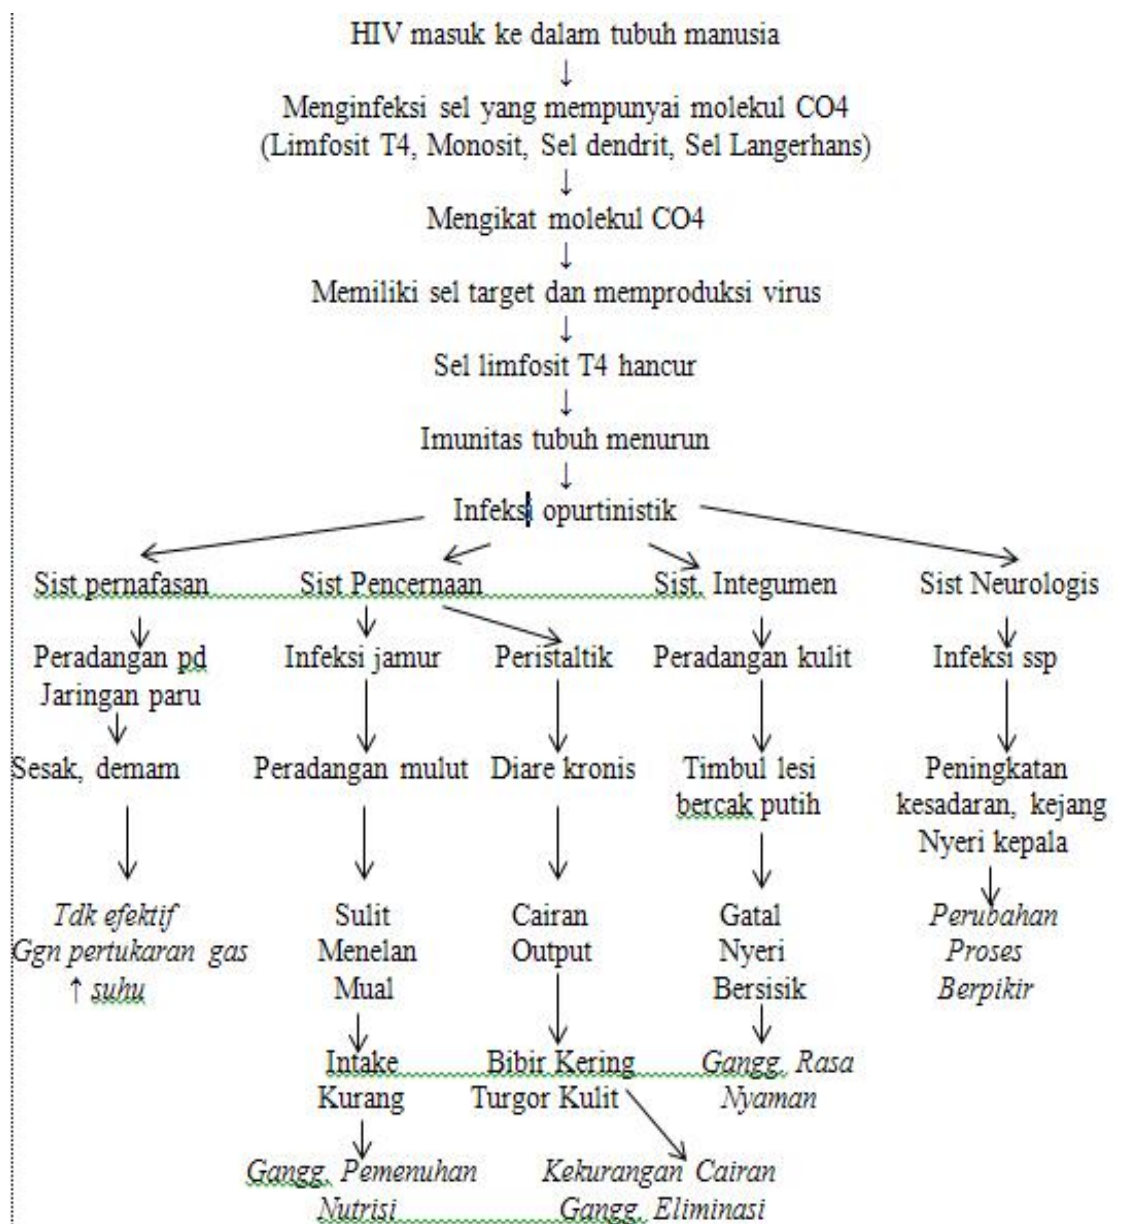 HIV masuk ke dalam tubuh manusia
↓
Menginfeksi sel yang mempunyai molekul CO4
(Limfosit T4, Monosit, Sel dendrit, Sel Langerhans)
↓
Mengikat molekul CO4
↓
Memiliki sel target dan memproduksi virus
↓
Sel limfosit T4 hancur
↓
Imunitas tubuh menurun
↓
Infeksi opurtinistik
Sist pernafasan
Sist Pencernaan
Sist. Integumen
Sist Neurologis
Peradangan pd
Jaringan paru
Infeksi jamur
Peristaltik
Peradangan kulit
Infeksi ssp
Sesak, demam
Peradangan mulut
Diare kronis
Timbul lesi
bercak putih
Peningkatan
kesadaran, kejang
Nyeri kepala
Tdk efektif
Ggn pertukaran gas
↑ suhu
Sulit
Menelan
Mual
Cairan
Output
Gatal
Nyeri
Bersisik
Perubahan
Proses
Berpikir
Intake
Kurang
Bibir Kering
Turgor Kulit
Gangg. Rasa
Nyaman
Gangg. Pemenuhan
Nutrisi
Kekurangan Cairan
Gangg. Eliminasi